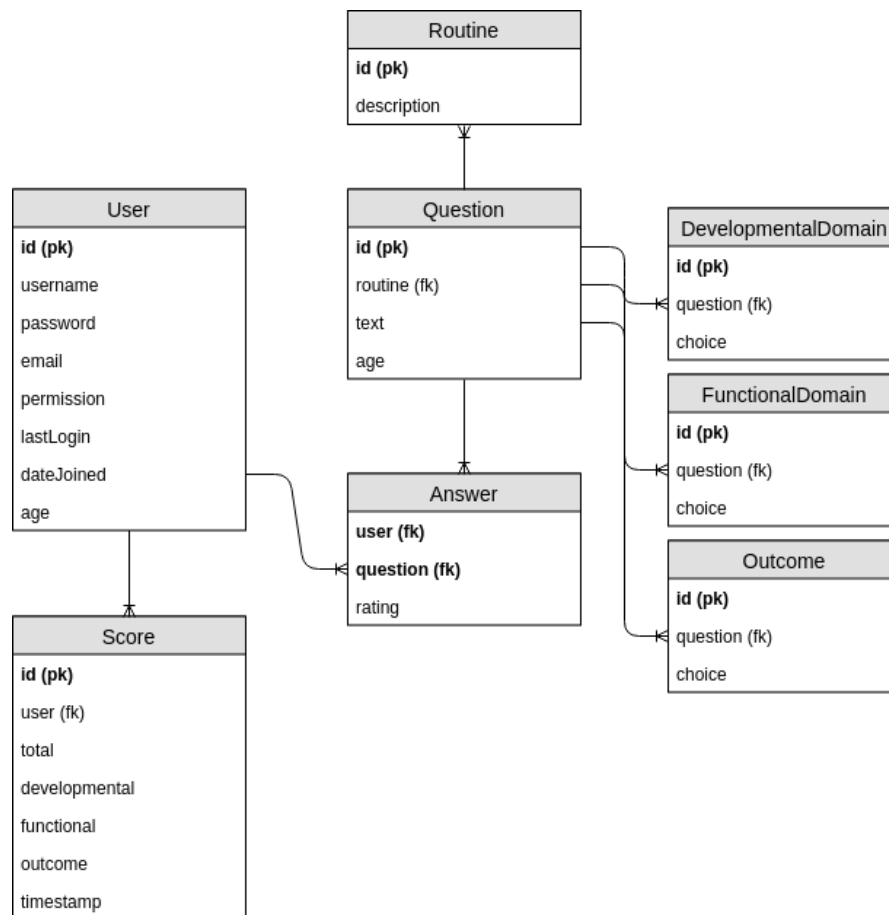 Routine
id (pk)
description
User
id (pk)
username
password
email
permission
lastLogin
dateJoined
age
Question
id (pk)
routine (fk)
text
age
DevelopmentalDomain
id (pk)
question (fk)
choice
FunctionalDomain
id (pk)
question (fk)
choice
Answer
user (fk)
question (fk)
rating
Outcome
id (pk)
question (fk)
choice
Score
id (pk)
user (fk)
total
developmental
functional
outcome
timestamp